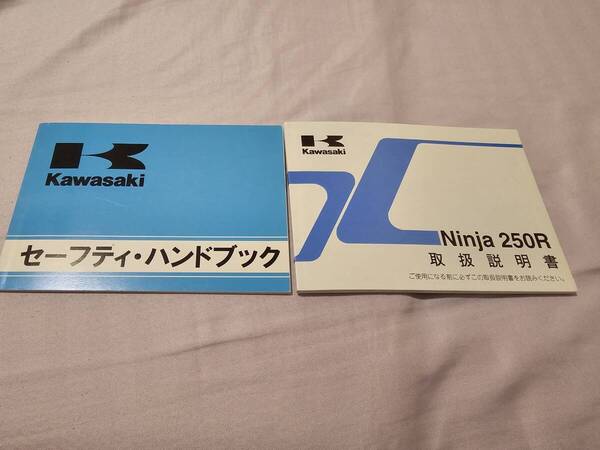 Kawasaki
セーフティ・ハンドブック
Kawasaki
Ninja 250R
取扱説明書
ご使用になる前に必ずこの取扱説明書をお読みください。